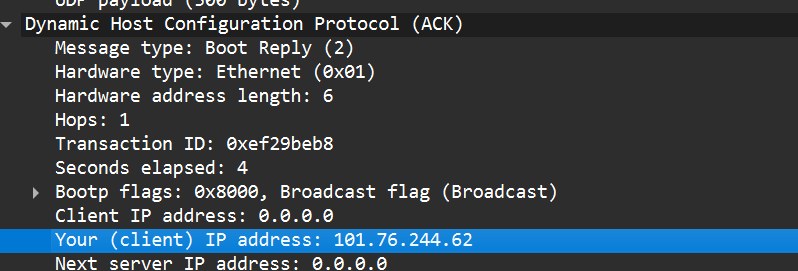 UDP payload (300 bytes)
Dynamic Host Configuration Protocol (ACK)
Message type: Boot Reply (2)
Hardware type: Ethernet (0x01)
Hardware address length: 6
Hops: 1
Transaction ID: 0xef29beb8
Seconds elapsed: 4
Bootp flags: 0x8000, Broadcast flag (Broadcast)
Client IP address: 0.0.0.0
Your (client) IP address: 101.76.244.62
Next server IP address: 0.0.0.0